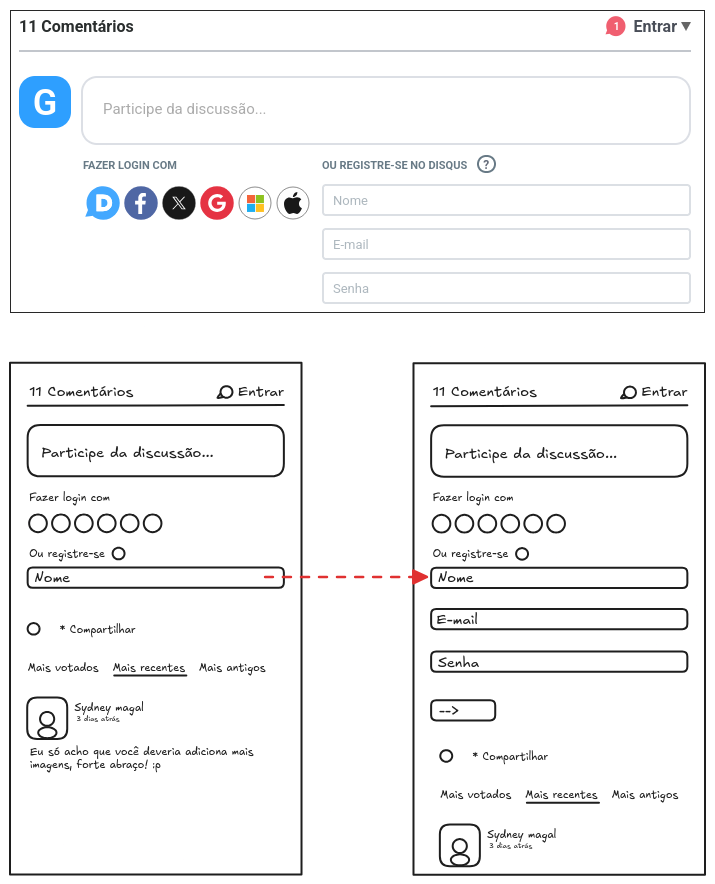 11 Comentários
1
Entrar
G
Participe da discussão...
FAZER LOGIN COM
OU REGISTRE-SE NO DISQUS ?
Nome
E-mail
Senha
11 Comentários
Entrar
Participe da discussão...
Fazer login com
Ou registre-se
Nome
* Compartilhar
Mais votados Mais recentes Mais antigos
Sydney magal
3 dias atrás
Eu só acho que você deveria adiciona mais
imagens, forte abraço! :p
11 Comentários
Entrar
Participe da discussão...
Fazer login com
Ou registre-se
Nome
E-mail
Senha
-->
* Compartilhar
Mais votados Mais recentes Mais antigos
Sydney magal
3 dias atrás